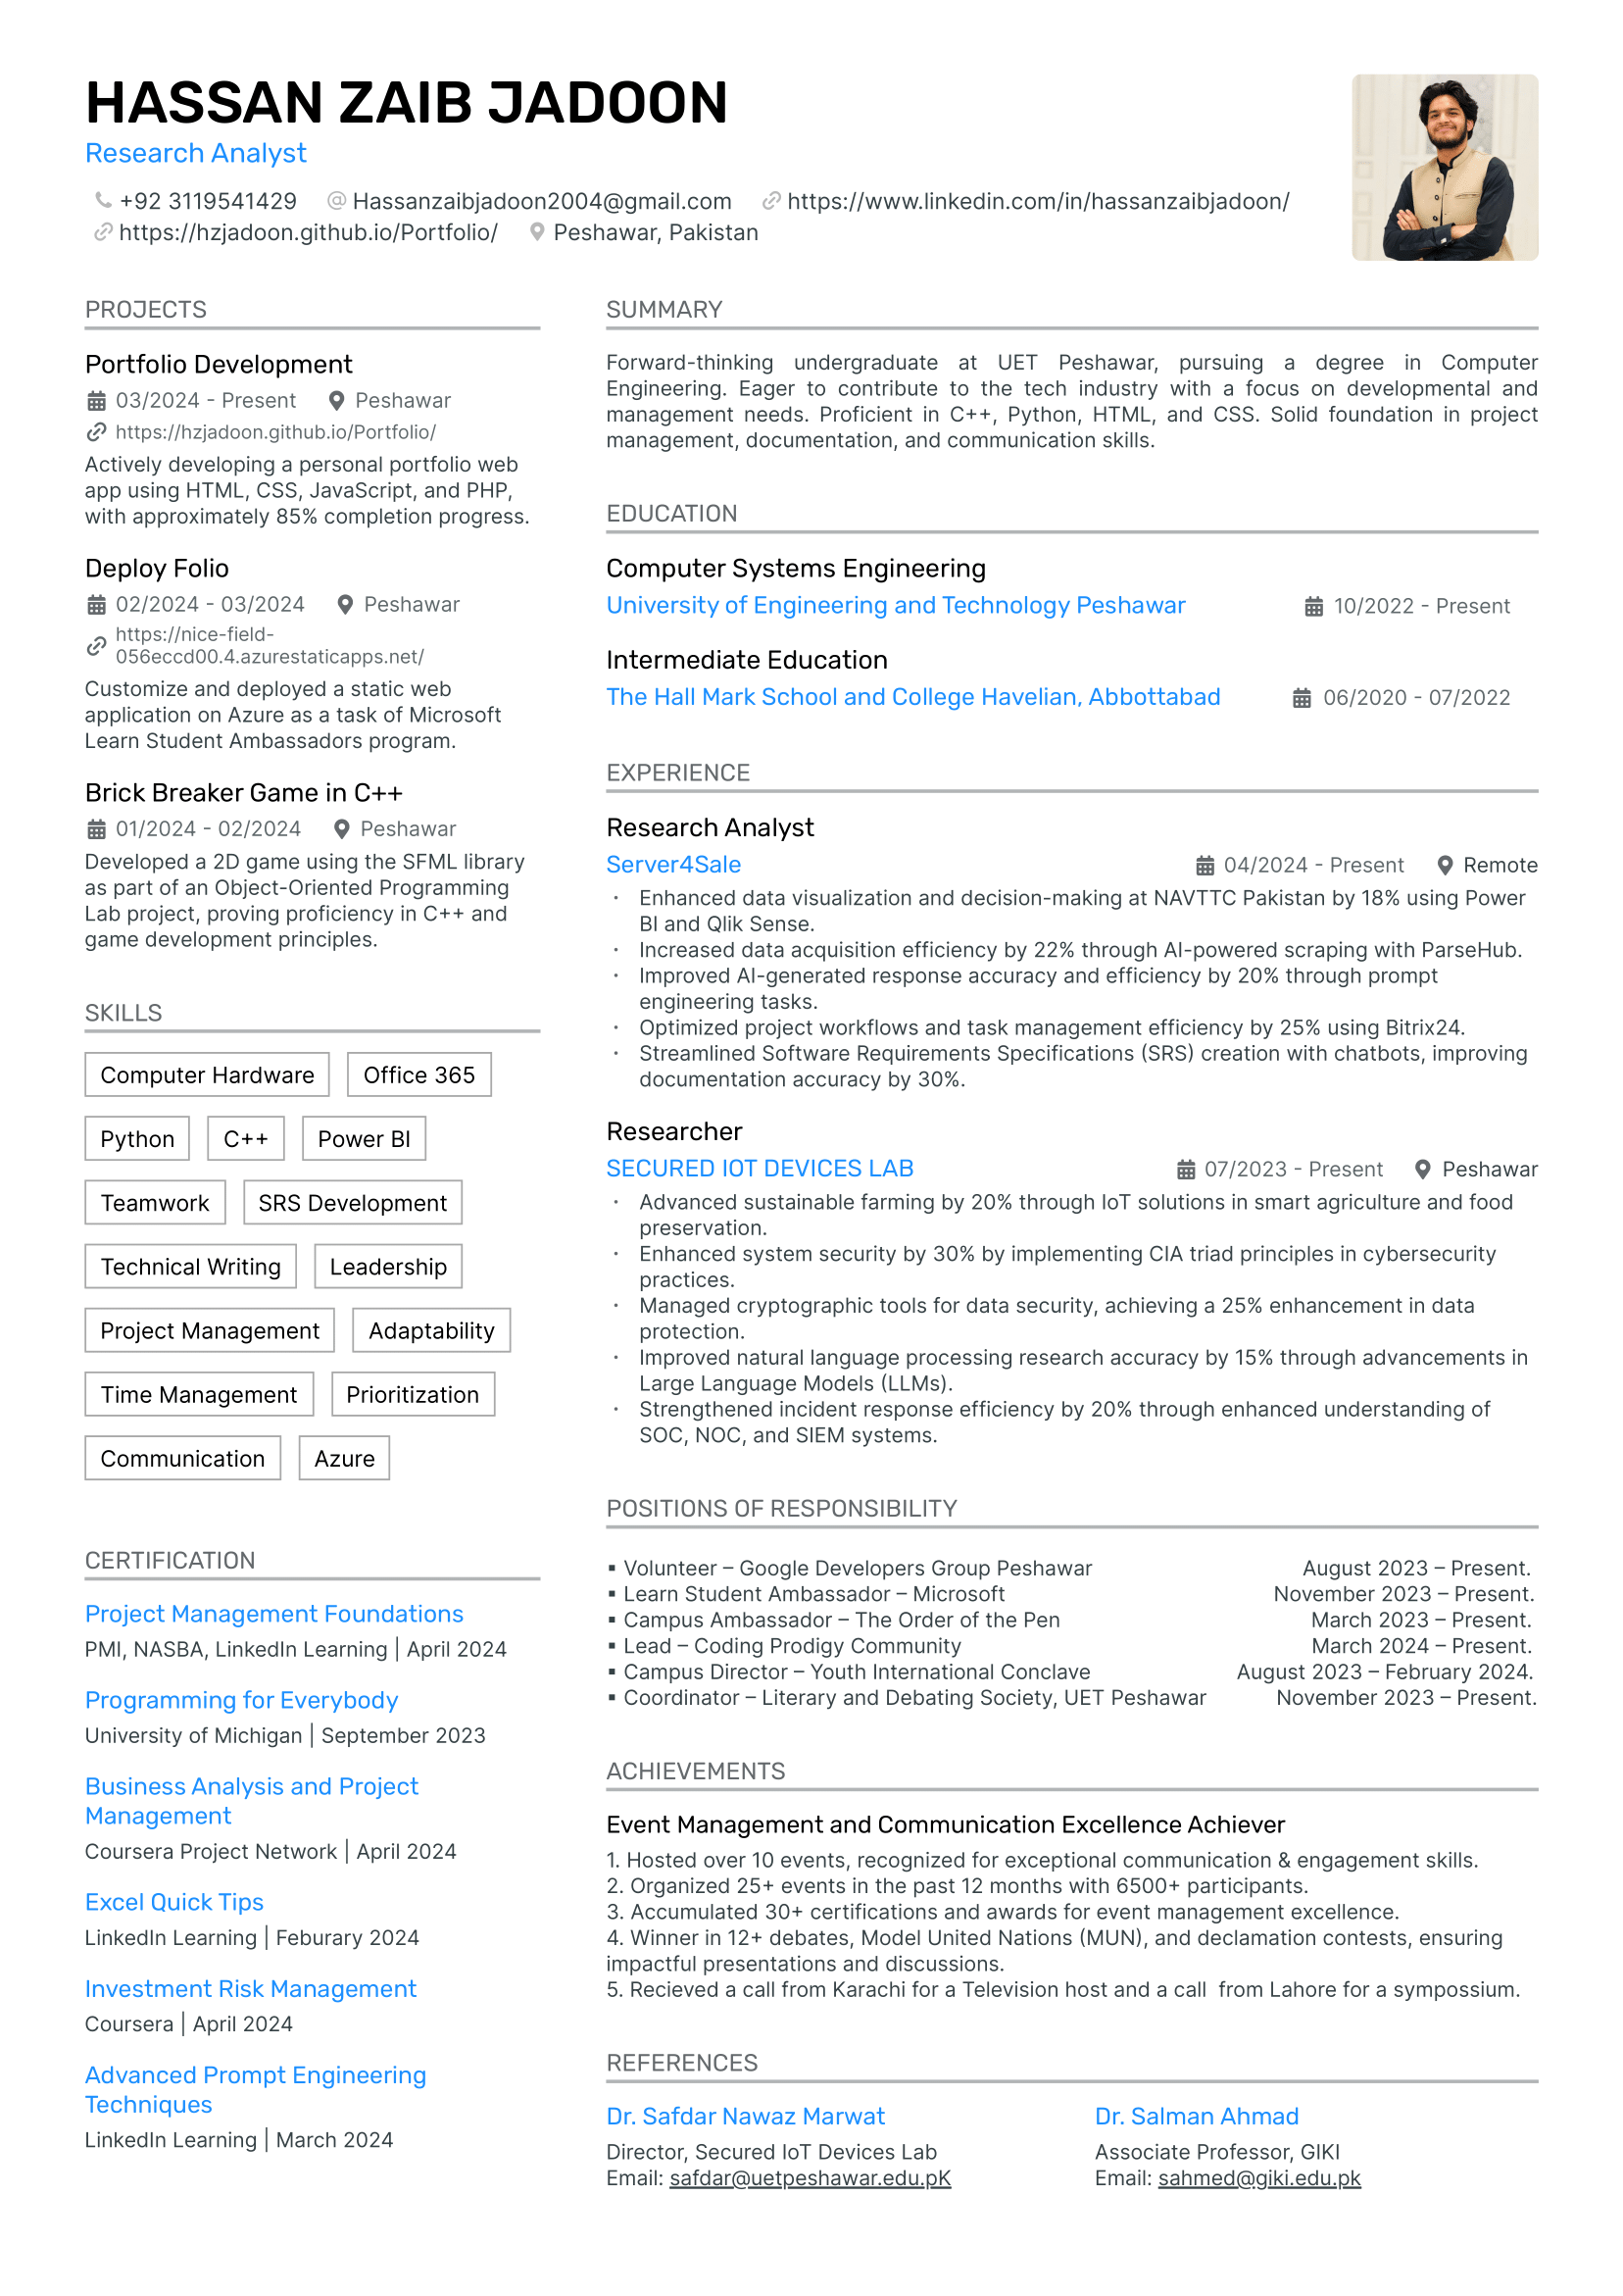 HASSAN ZAIB JADOON
Research Analyst
+92 3119541429 Hassanzaibjadoon2004@gmail.com https://www.linkedin.com/in/hassanzaibjadoon/
https://hzjadoon.github.io/Portfolio/ Peshawar, Pakistan
PROJECTS
Portfolio Development
03/2024 - Present Peshawar
https://hzjadoon.github.io/Portfolio/
Actively developing a personal portfolio web
app using HTML, CSS, JavaScript, and PHP,
with approximately 85% completion progress.
Deploy Folio
02/2024 - 03/2024 Peshawar
https://nice-field-
056eccd00.4.azurestaticapps.net/
Customize and deployed a static web
application on Azure as a task of Microsoft
Learn Student Ambassadors program.
Brick Breaker Game in C++
01/2024 - 02/2024 Peshawar
Developed a 2D game using the SFML library
as part of an Object-Oriented Programming
Lab project, proving proficiency in C++ and
game development principles.
SKILLS
Computer Hardware Office 365
Python C++ Power BI
Teamwork SRS Development
Technical Writing Leadership
Project Management Adaptability
Time Management Prioritization
Communication Azure
CERTIFICATION
Project Management Foundations
PMI, NASBA, LinkedIn Learning | April 2024
Programming for Everybody
University of Michigan | September 2023
Business Analysis and Project
Management
Coursera Project Network | April 2024
Excel Quick Tips
LinkedIn Learning | Feburary 2024
Investment Risk Management
Coursera | April 2024
Advanced Prompt Engineering
Techniques
LinkedIn Learning | March 2024
SUMMARY
Forward-thinking undergraduate at UET Peshawar, pursuing a degree in Computer
Engineering. Eager to contribute to the tech industry with a focus on developmental and
management needs. Proficient in C++, Python, HTML, and CSS. Solid foundation in project
management, documentation, and communication skills.
EDUCATION
Computer Systems Engineering
University of Engineering and Technology Peshawar 10/2022 - Present
Intermediate Education
The Hall Mark School and College Havelian, Abbottabad 06/2020 - 07/2022
EXPERIENCE
Research Analyst
Server4Sale 04/2024 - Present Remote
· Enhanced data visualization and decision-making at NAVTTC Pakistan by 18% using Power
BI and Qlik Sense.
· Increased data acquisition efficiency by 22% through AI-powered scraping with ParseHub.
· Improved AI-generated response accuracy and efficiency by 20% through prompt
engineering tasks.
· Optimized project workflows and task management efficiency by 25% using Bitrix24.
· Streamlined Software Requirements Specifications (SRS) creation with chatbots, improving
documentation accuracy by 30%.
Researcher
SECURED IOT DEVICES LAB 07/2023 - Present Peshawar
· Advanced sustainable farming by 20% through IoT solutions in smart agriculture and food
preservation.
· Enhanced system security by 30% by implementing CIA triad principles in cybersecurity
practices.
· Managed cryptographic tools for data security, achieving a 25% enhancement in data
protection.
· Improved natural language processing research accuracy by 15% through advancements in
Large Language Models (LLMs).
· Strengthened incident response efficiency by 20% through enhanced understanding of
SOC, NOC, and SIEM systems.
POSITIONS OF RESPONSIBILITY
▪ Volunteer – Google Developers Group Peshawar August 2023 – Present.
▪ Learn Student Ambassador – Microsoft November 2023 – Present.
▪ Campus Ambassador – The Order of the Pen March 2023 – Present.
▪ Lead – Coding Prodigy Community March 2024 – Present.
▪ Campus Director – Youth International Conclave August 2023 – February 2024.
▪ Coordinator – Literary and Debating Society, UET Peshawar November 2023 – Present.
ACHIEVEMENTS
Event Management and Communication Excellence Achiever
1. Hosted over 10 events, recognized for exceptional communication & engagement skills.
2. Organized 25+ events in the past 12 months with 6500+ participants.
3. Accumulated 30+ certifications and awards for event management excellence.
4. Winner in 12+ debates, Model United Nations (MUN), and declamation contests, ensuring
impactful presentations and discussions.
5. Recieved a call from Karachi for a Television host and a call  from Lahore for a sympossium.
REFERENCES
Dr. Safdar Nawaz Marwat
Director, Secured IoT Devices Lab
Email: safdar@uetpeshawar.edu.pK
Dr. Salman Ahmad
Associate Professor, GIKI
Email: sahmed@giki.edu.pk